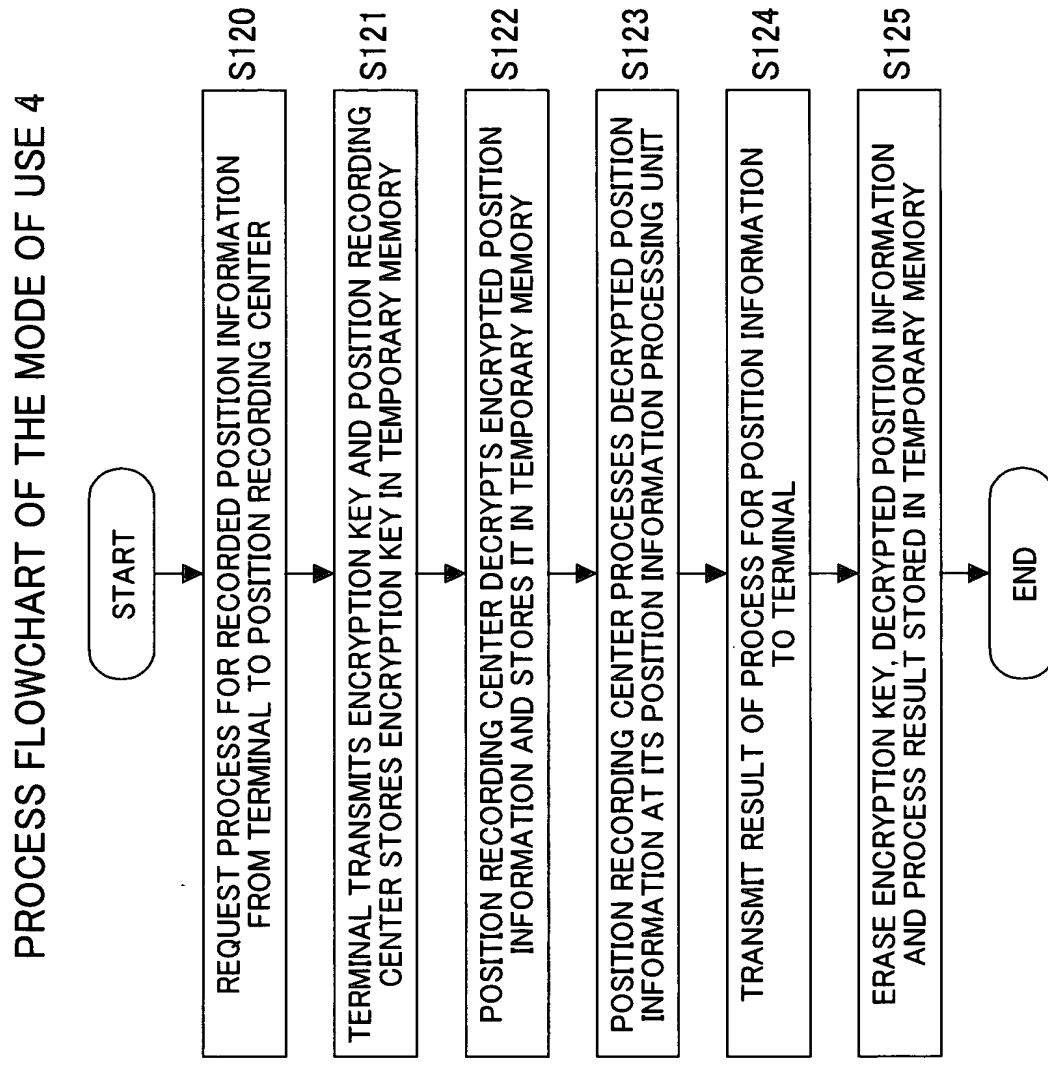 PROCESS FLOWCHART OF THE MODE OF USE 4
START
REQUEST PROCESS FOR RECORDED POSITION INFORMATION
FROM TERMINAL TO POSITION RECORDING CENTER
S120
TERMINAL TRANSMITS ENCRYPTION KEY AND POSITION RECORDING
CENTER STORES ENCRYPTION KEY IN TEMPORARY MEMORY
S121
POSITION RECORDING CENTER DECRYPTS ENCRYPTED POSITION
INFORMATION AND STORES IT IN TEMPORARY MEMORY
S122
POSITION RECORDING CENTER PROCESSES DECRYPTED POSITION
INFORMATION AT ITS POSITION INFORMATION PROCESSING UNIT
S123
TRANSMIT RESULT OF PROCESS FOR POSITION INFORMATION
TO TERMINAL
S124
ERASE ENCRYPTION KEY, DECRYPTED POSITION INFORMATION
AND PROCESS RESULT STORED IN TEMPORARY MEMORY
S125
END